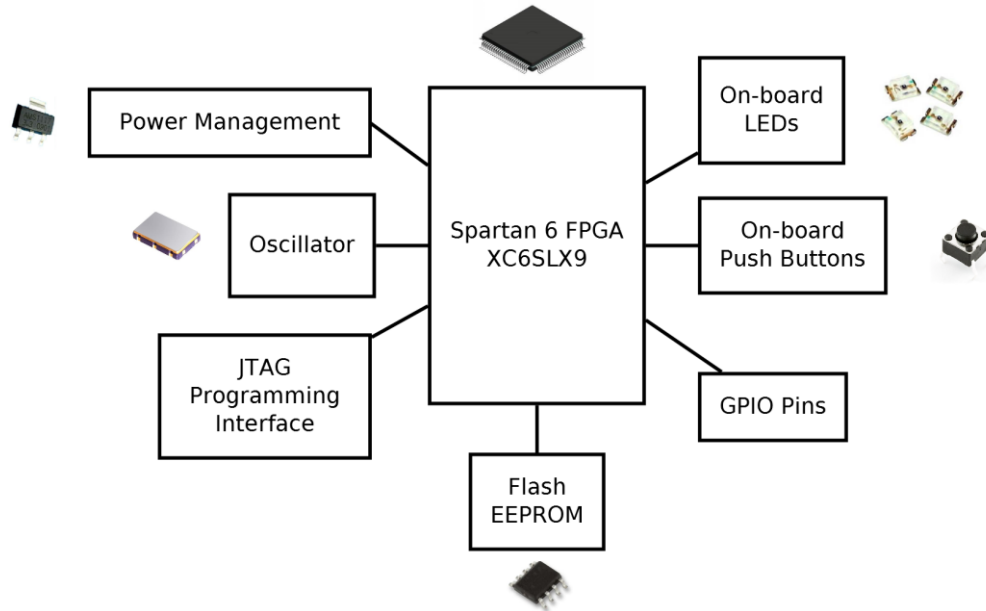 Power Management
Oscillator
JTAG
Programming
Interface
Spartan 6 FPGA
XC6SLX9
Flash
EEPROM
On-board
LEDs
On-board
Push Buttons
GPIO Pins